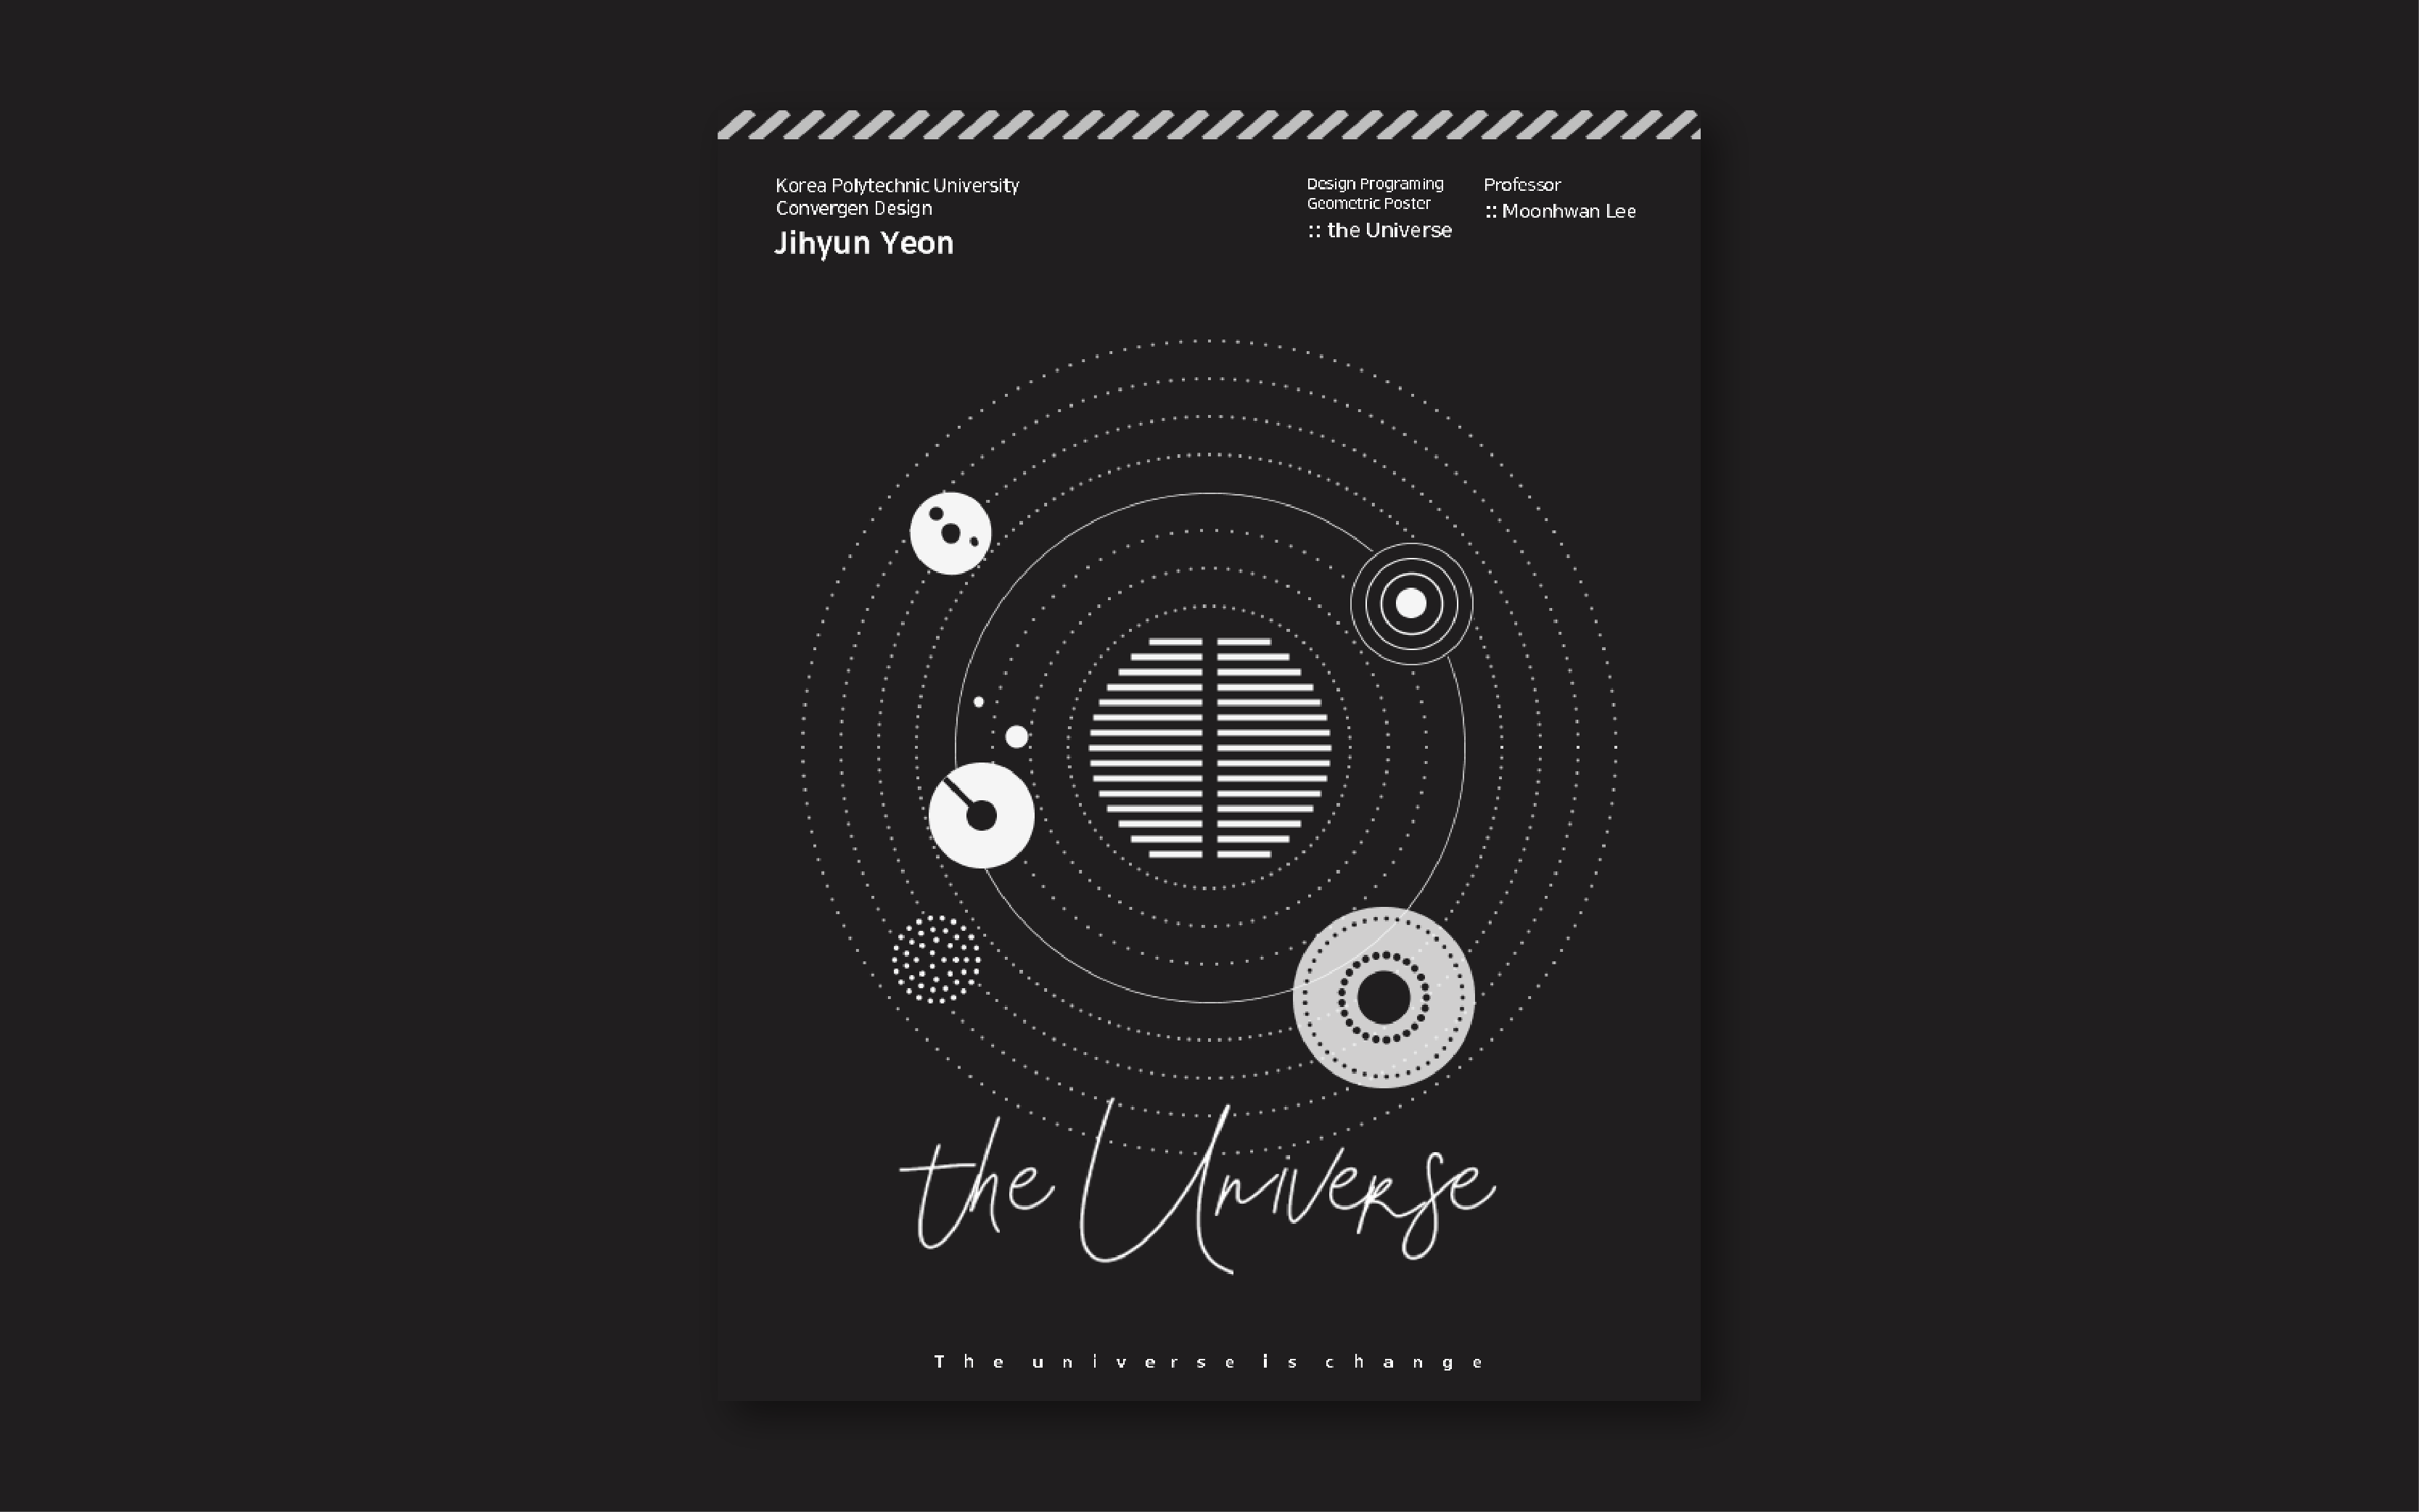 Korea Polytechnic University
Convergen Design
Jihyun Yeon
Design Programing
Geometric Poster
:: the Universe
Professor
:: Moonhwan Lee
the Universe
The universe is change